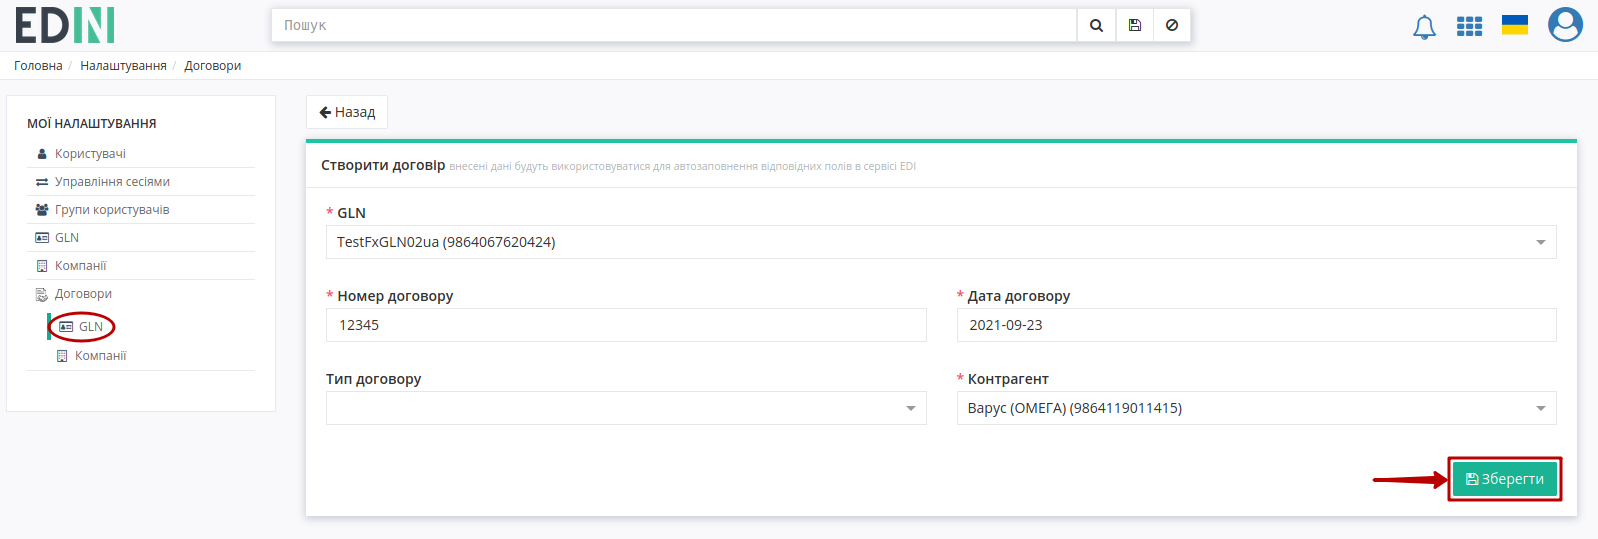 EDIN
Пошук
Головна / Налаштування / Договори
МОЇ НАЛАШТУВАННЯ
Користувачі
Управління сесіями
Групи користувачів
GLN
Компанії
Договори
GLN
Компанії
Назад
Створити договір внесені дані будуть використовуватися для автозаповнення відповідних полів в сервісі EDI
* GLN
TestFxGLN02ua (9864067620424)
* Номер договору
12345
* Дата договору
2021-09-23
Тип договору
* Контрагент
Варус (ОМЕГА) (9864119011415)
Зберегти